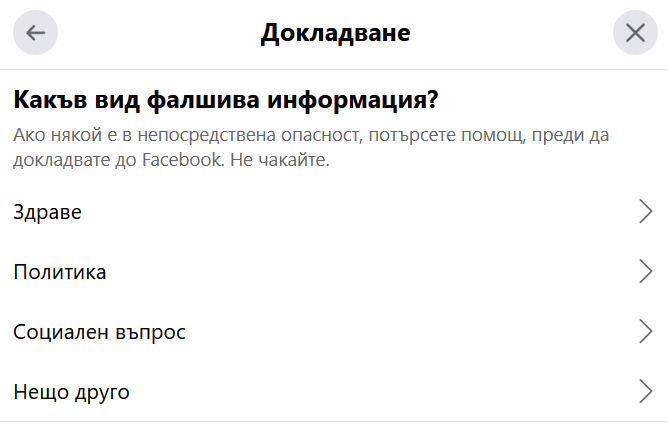 Докладване
Какъв вид фалшива информация?
Ако някой е в непосредствена опасност, потърсете помощ, преди да
докладвате до Facebook. Не чакайте.
Здраве
Политика
Социален въпрос
Нещо друго